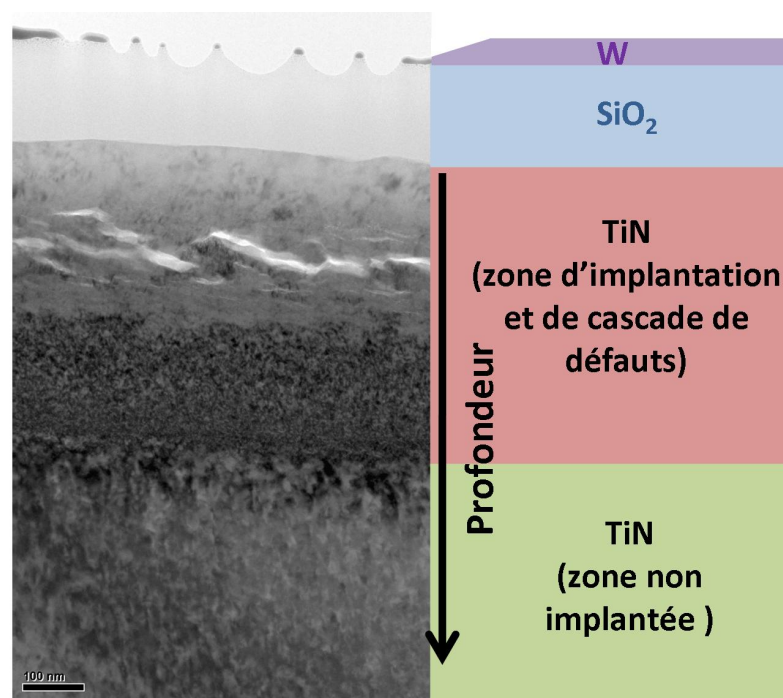 W
SiO₂
TiN
(zone d'implantation
et de cascade de
défauts)
Profondeur
TiN
(zone non
implantée )
100 nm